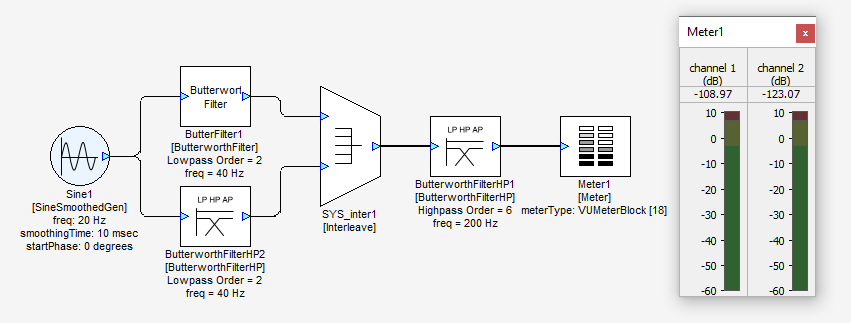 Butterwort
Filter
ButterFilter1
[ButterworthFilter]
Lowpass Order = 2
freq = 40 Hz
Sine1
[SineSmoothedGen]
freq: 20 Hz
smoothingTime: 10 msec
startPhase: 0 degrees
LP HP AP
ButterworthFilterHP2
[ButterworthFilterHP]
Lowpass Order = 2
freq = 40 Hz
SYS_inter1
[Interleave]
LP HP AP
ButterworthFilterHP1
[ButterworthFilterHP]
Highpass Order = 6
freq = 200 Hz
Meter1
[Meter]
meterType: VUMeterBlock [18]
Meter1 x
channel 1 channel 2
(dB) (dB)
-108.97 -123.07
10 10
0 0
-10 -10
-20 -20
-30 -30
-40 -40
-50 -50
-60 -60